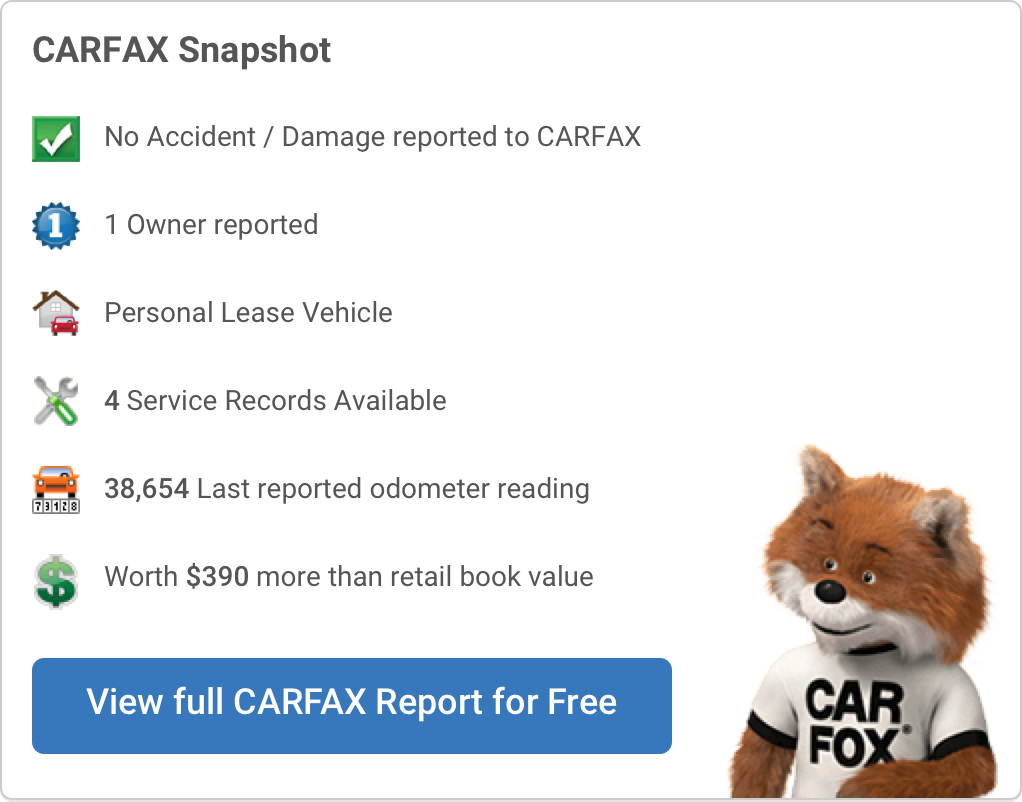 CARFAX Snapshot
No Accident / Damage reported to CARFAX
1
1 Owner reported
Personal Lease Vehicle
4 Service Records Available
38,654 Last reported odometer reading
73128
$
Worth $390 more than retail book value
View full CARFAX Report for Free
CAR
FOX®